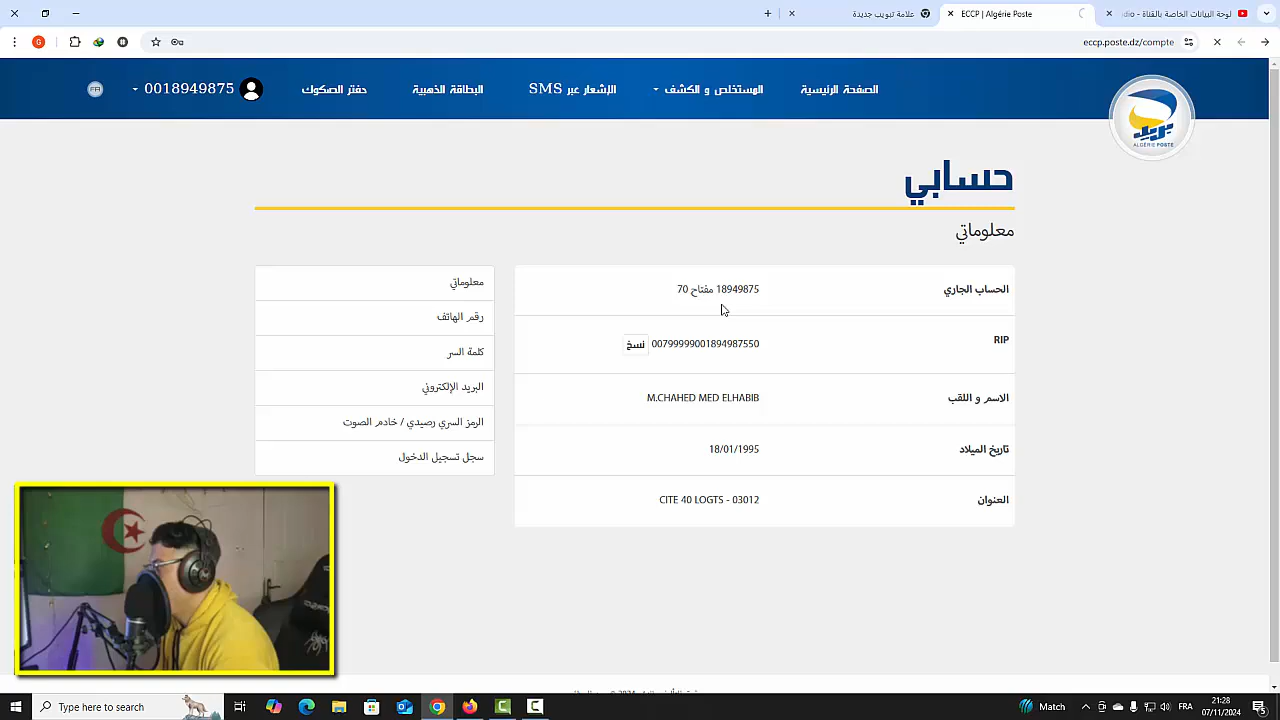 علامة تبويب جديدة
ECCP | Algérie Poste
لوحة البيانات الخاصة بالقناة - dio
eccp.poste.dz/compte
الصفحة الرئيسية
المستخلص و الكشف
الإشعار عبر SMS
البطاقة الذهبية
دفتر الصكوك
0018949875
FR
بريد
ALGÉRIE POSTE
حسابي
معلوماتي
الحساب الجاري
18949875 مفتاح 70
RIP
00799999001894987550
نسخ
الاسم و اللقب
M.CHAHED MED ELHABIB
تاريخ الميلاد
18/01/1995
العنوان
CITE 40 LOGTS - 03012
معلوماتي
رقم الهاتف
كلمة السر
البريد الإلكتروني
الرمز السري رصيدي / خادم الصوت
سجل تسجيل الدخول
Type here to search
Match
21:28
07/11/2024